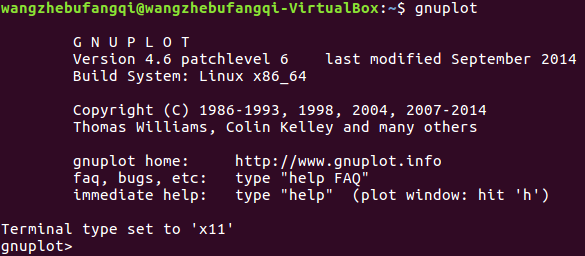 wangzhebufangqi@wangzhebufangqi-VirtualBox:~$ gnuplot
G N U P L O T
Version 4.6 patchlevel 6    last modified September 2014
Build System: Linux x86_64
Copyright (C) 1986-1993, 1998, 2004, 2007-2014
Thomas Williams, Colin Kelley and many others
gnuplot home:     http://www.gnuplot.info
faq, bugs, etc:   type "help FAQ"
immediate help:   type "help"  (plot window: hit 'h')
Terminal type set to 'x11'
gnuplot>